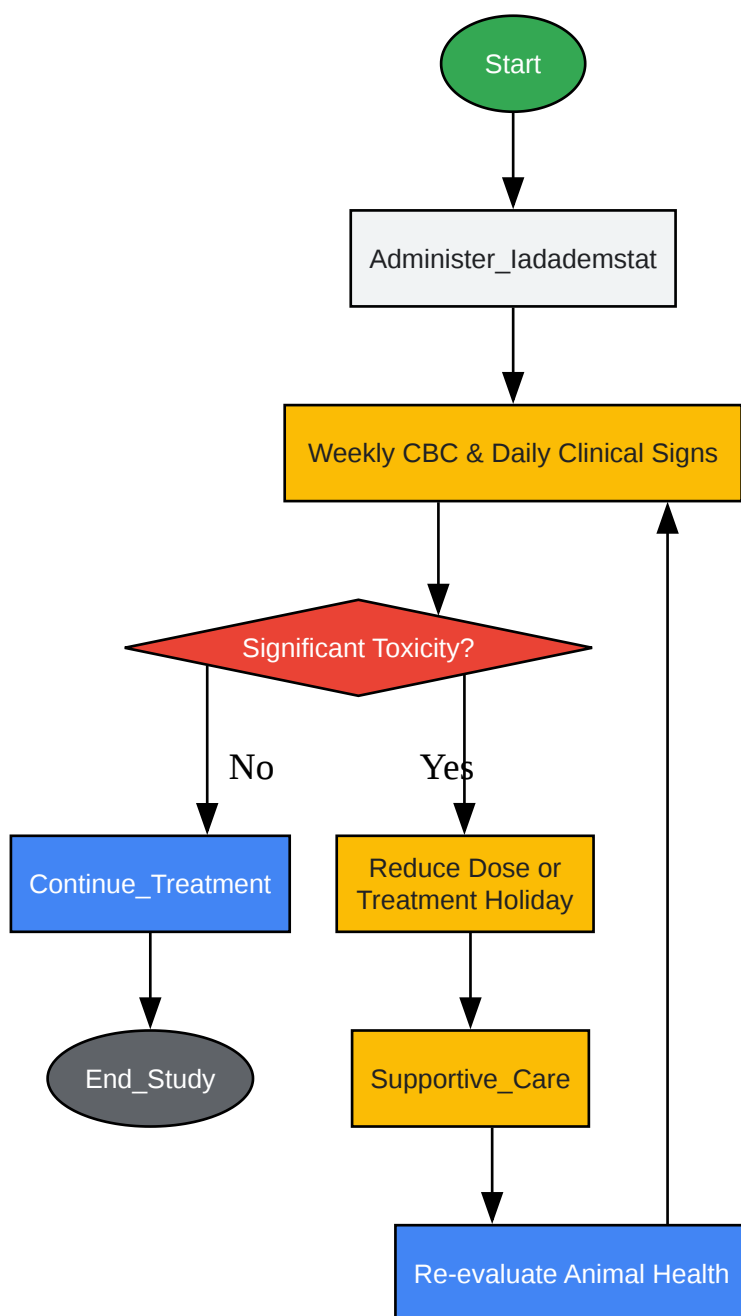 Start
Administer_Iadademstat
Weekly CBC & Daily Clinical Signs
Significant Toxicity?
No
Yes
Continue_Treatment
Reduce Dose or
Treatment Holiday
End_Study
Supportive_Care
Re-evaluate Animal Health